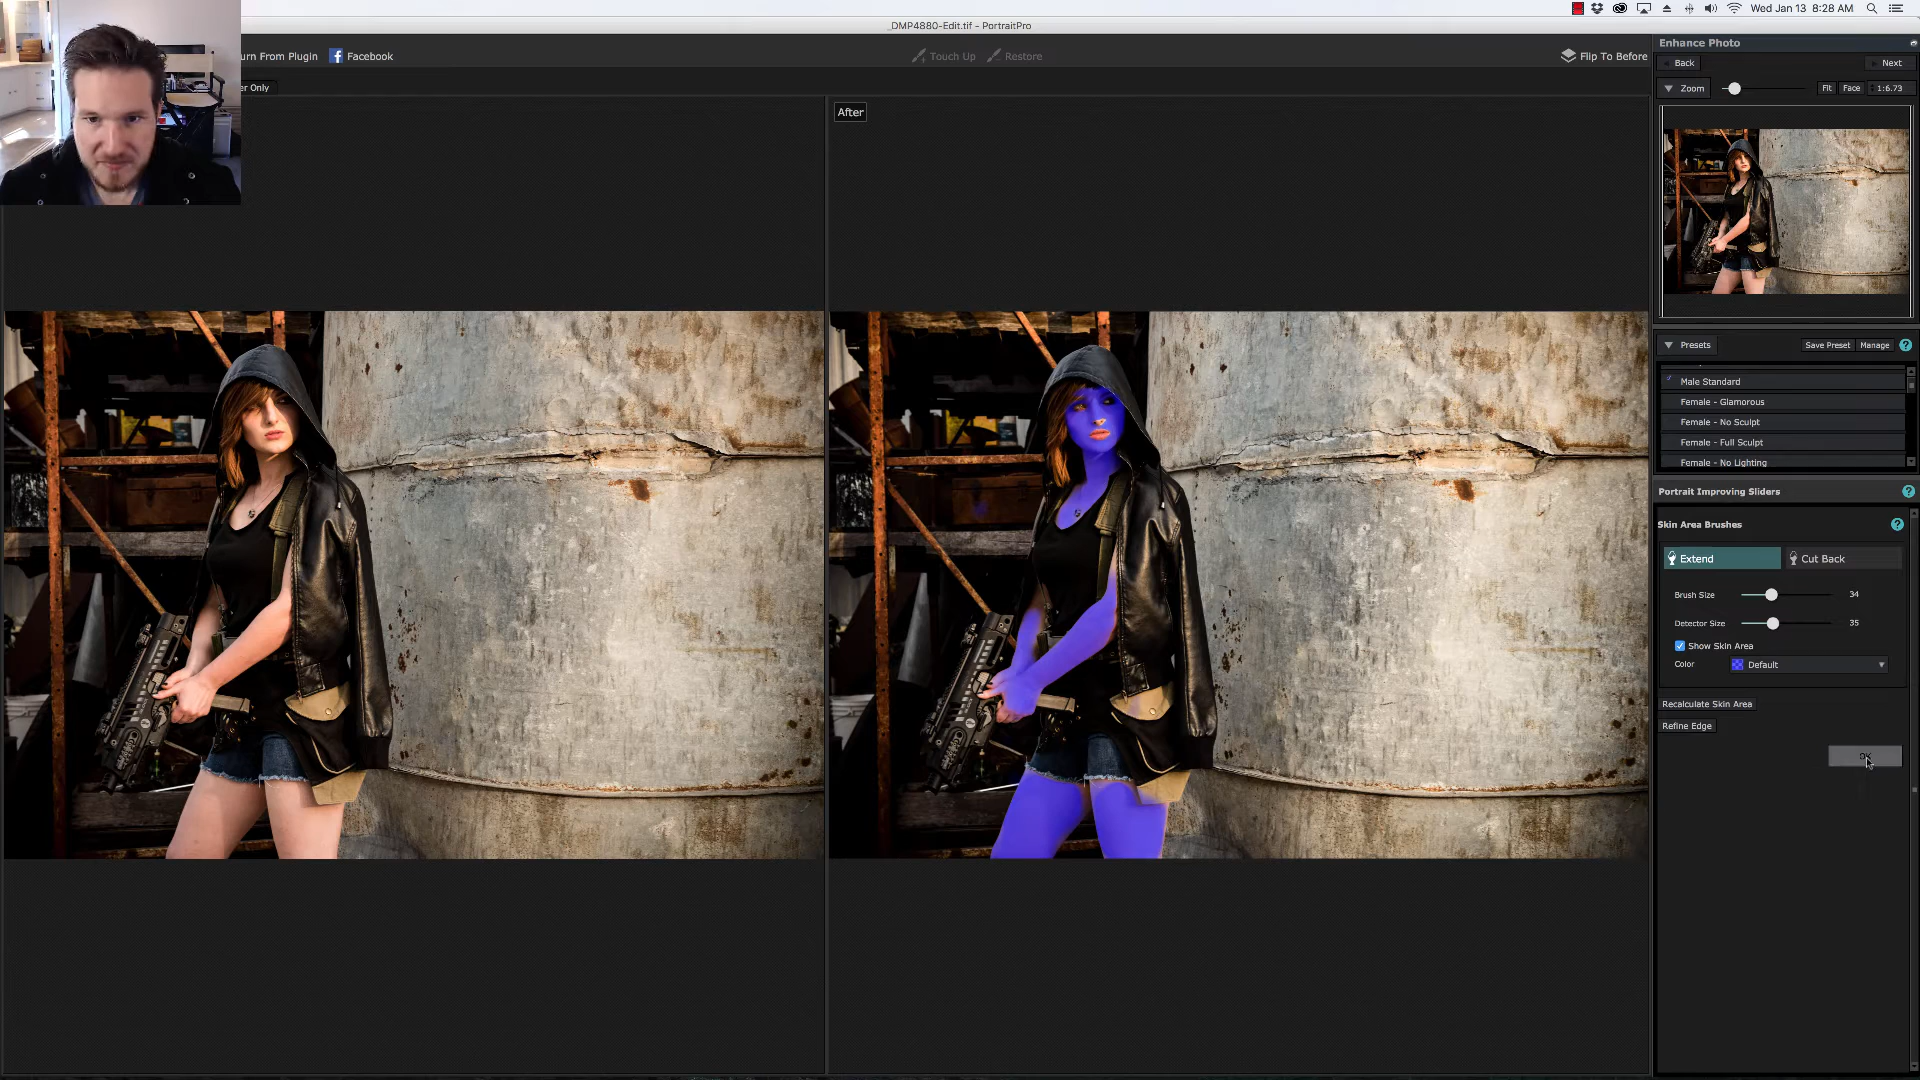 Wed Jan 13 8:28 AM
_DMP4880-Edit.tif - PortraitPro
urn From Plugin
Facebook
Touch Up
Restore
Flip To Before
er Only
After
Enhance Photo
Back
Next
Zoom
Fit
Face
1:6.73
Presets
Save Preset
Manage
?
Male Standard
Female - Glamorous
Female - No Sculpt
Female - Full Sculpt
Female - No Lighting
Portrait Improving Sliders
?
Skin Area Brushes
?
Extend
Cut Back
Brush Size
34
Detector Size
35
Show Skin Area
Color
Default
Recalculate Skin Area
Refine Edge